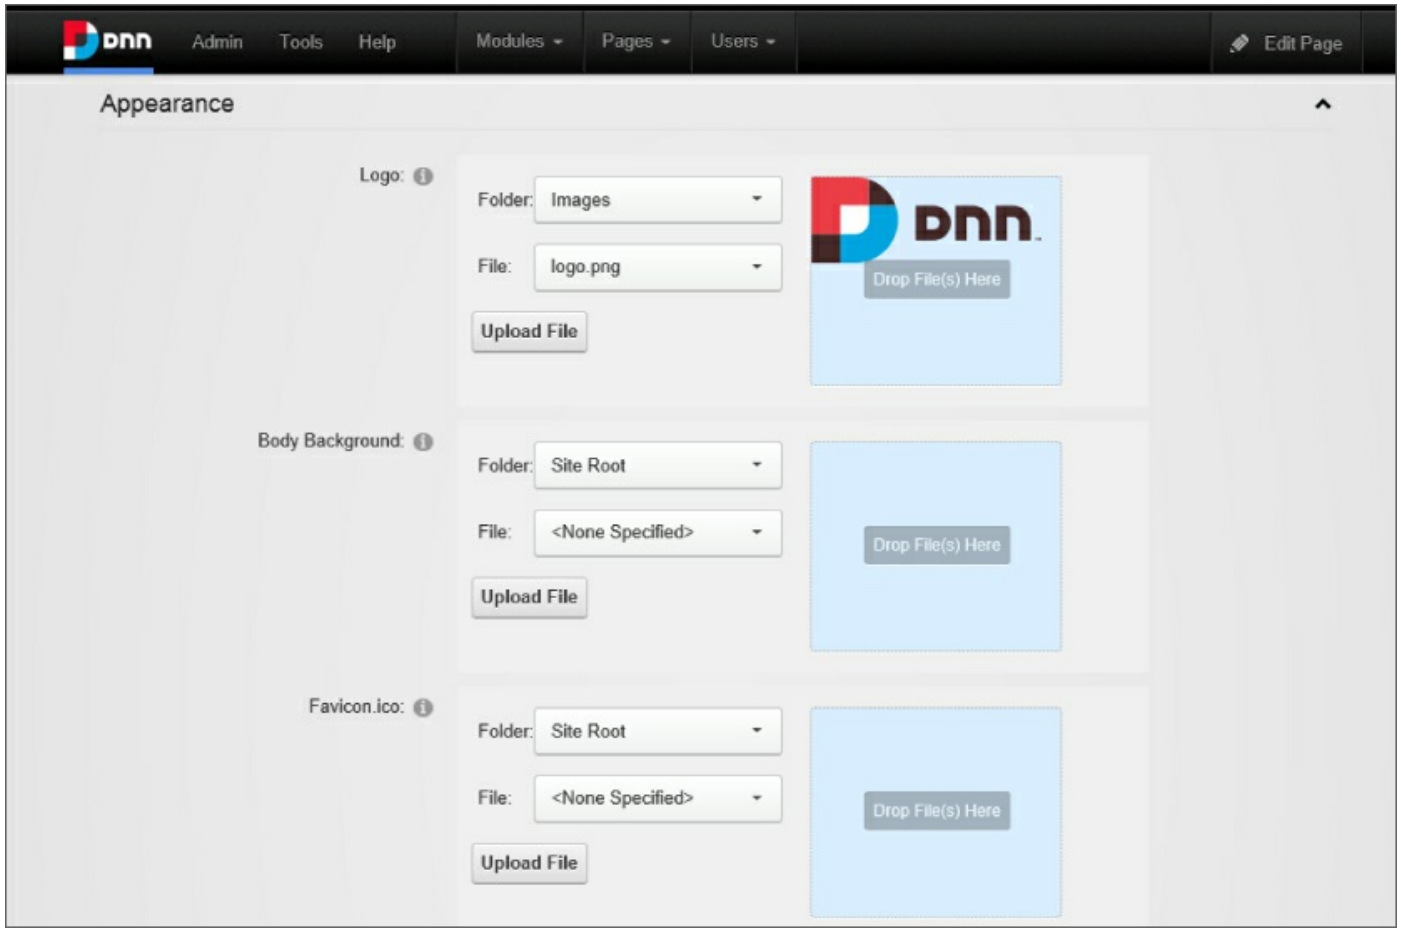 DNN Admin Tools Help Modules Pages Users Edit Page
Appearance
Logo:
Folder: Images
DNN™
File: logo.png
Drop File(s) Here
Upload File
Body Background:
Folder: Site Root
File: <None Specified>
Drop File(s) Here
Upload File
Favicon.ico:
Folder: Site Root
File: <None Specified>
Drop File(s) Here
Upload File